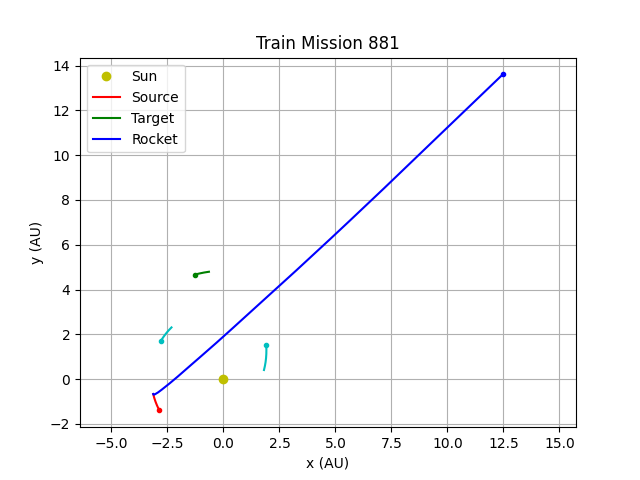 Train Mission 881
Sun
Source
Target
Rocket
14
12
10
8
6
4
2
0
−2
y (AU)
−5.0 −2.5 0.0 2.5 5.0 7.5 10.0 12.5 15.0
x (AU)